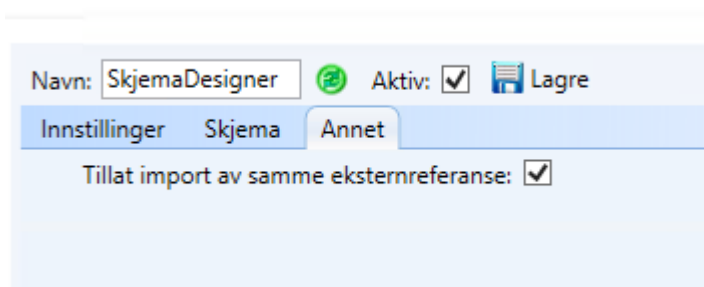 Navn: SkjemaDesigner Aktiv: Lagre
Innstillinger Skjema Annet
Tillat import av samme eksternreferanse: